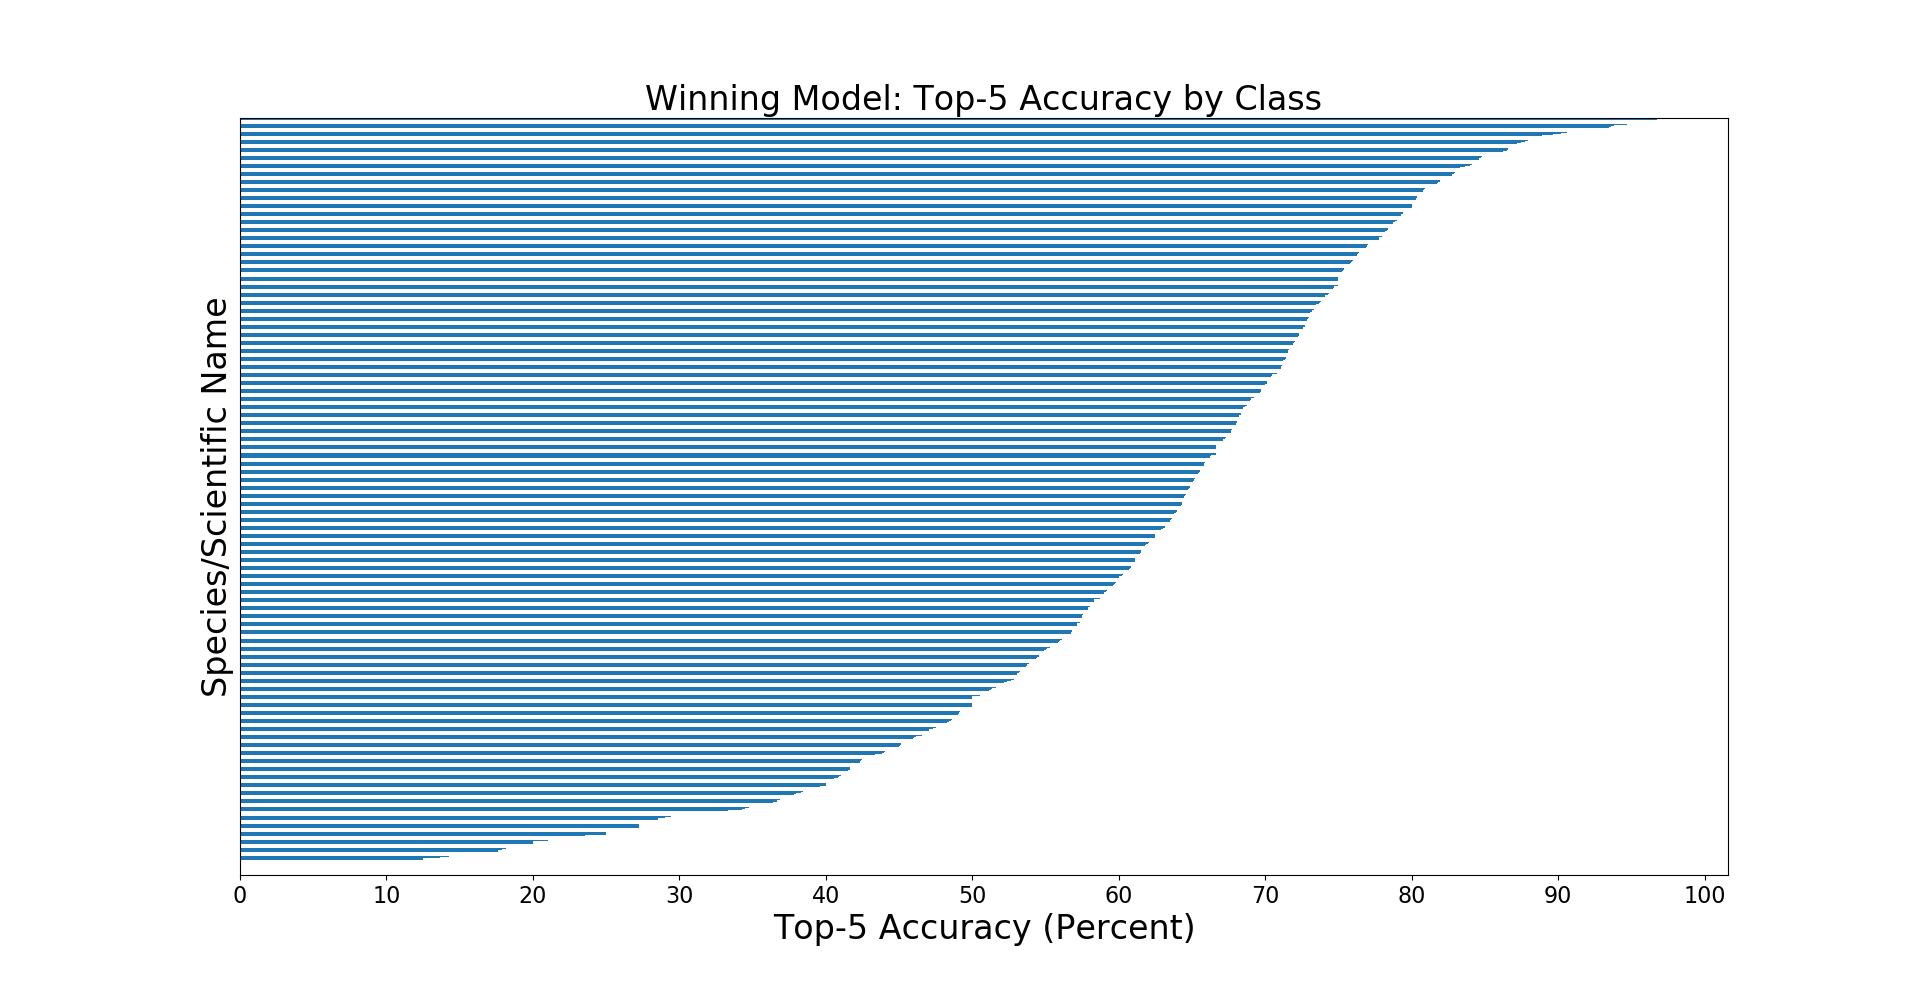 Winning Model: Top-5 Accuracy by Class
Species/Scientific Name
0 10 20 30 40 50 60 70 80 90 100
Top-5 Accuracy (Percent)